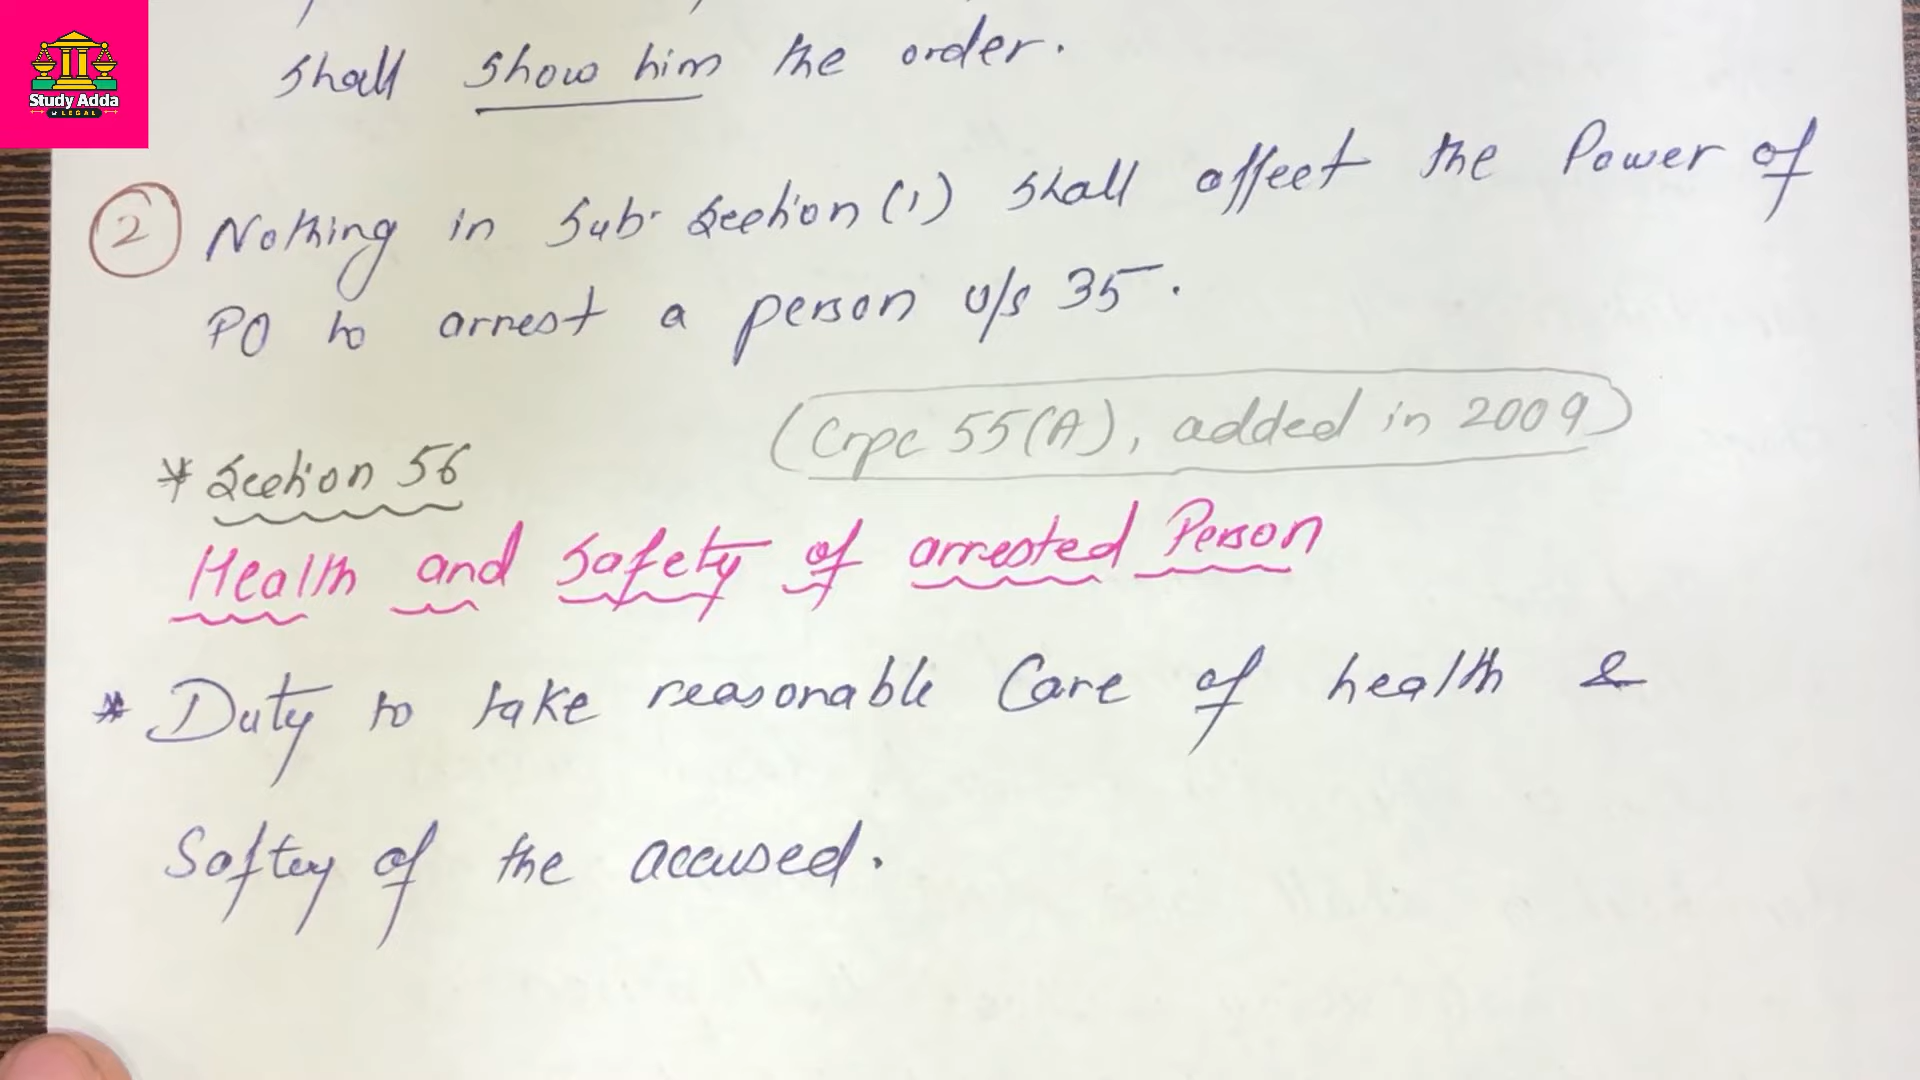 Study Adda
LEGAL
shall show him the order.
2 Nothing in Sub-Section (1) shall affect the Power of
PO to arrest a person u/s 35.
(Crpc 55(A), added in 2009)
* Section 56
Health and Safety of arrested Person
* Duty to take reasonable Care of health &
Saftey of the accused.